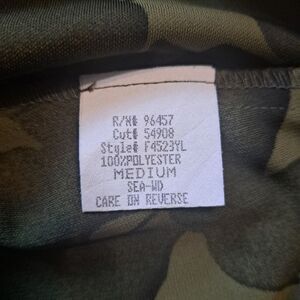 R/N# 96457
Cut# 54908
Style# F4523YL
100%POLYESTER
MEDIUM
SEA-WD
CARE ON REVERSE